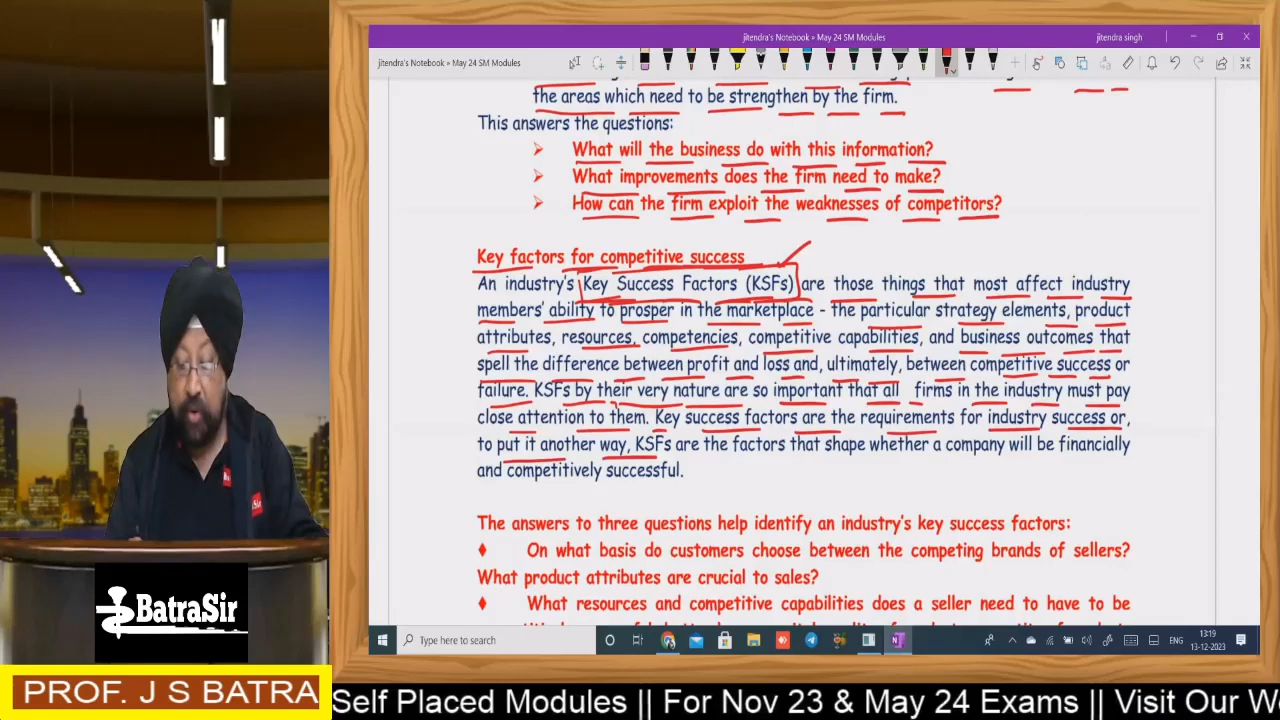 jitendra's Notebook » May 24 SM Modules
jitendra singh
jitendra's Notebook » May 24 SM Modules
the areas which need to be strengthen by the firm.
This answers the questions:
What will the business do with this information?
What improvements does the firm need to make?
How can the firm exploit the weaknesses of competitors?
Key factors for competitive success
An industry's Key Success Factors (KSFs) are those things that most affect industry
members' ability to prosper in the marketplace - the particular strategy elements, product
attributes, resources, competencies, competitive capabilities, and business outcomes that
spell the difference between profit and loss and, ultimately, between competitive success or
failure. KSFs by their very nature are so important that all firms in the industry must pay
close attention to them. Key success factors are the requirements for industry success or,
to put it another way, KSFs are the factors that shape whether a company will be financially
and competitively successful.
The answers to three questions help identify an industry's key success factors:
On what basis do customers choose between the competing brands of sellers?
What product attributes are crucial to sales?
What resources and competitive capabilities does a seller need to have to be
Type here to search
ENG
13:19
13-12-2023
BatraSir
PROF. J S BATRA
Self Placed Modules || For Nov 23 & May 24 Exams || Visit Our W